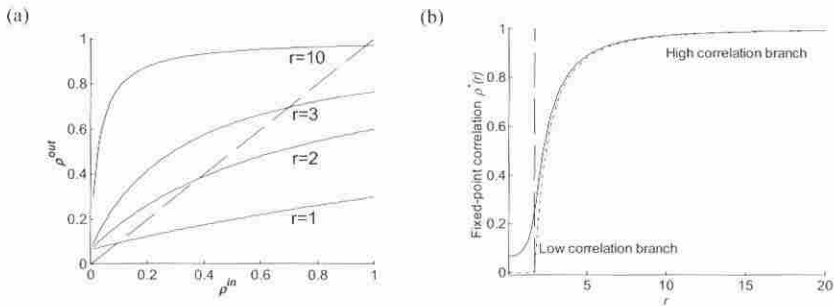 (a)
1
0.8
0.6
0.4
0.2
0
0 0.2 0.4 0.6 0.8 1
ρout
ρin
r=10
r=3
r=2
r=1
(b)
1
0.8
0.6
0.4
0.2
0
5 10 15 20
Fixed-point correlation ρ*(r)
r
High correlation branch
Low correlation branch